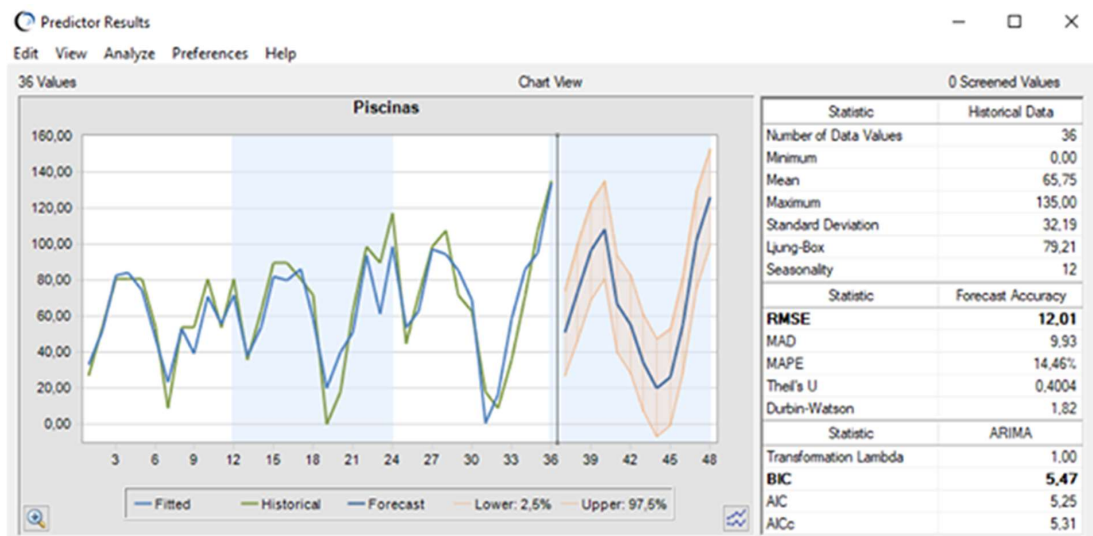 Predictor Results
Edit View Analyze Preferences Help
36 Values Chart View 0 Screened Values
Piscinas
160,00
140,00
120,00
100,00
80,00
60,00
40,00
20,00
0,00
3 6 9 12 15 18 21 24 27 30 33 36 39 42 45 48
Fitted Historical Forecast Lower: 2,5% Upper: 97,5%
Statistic Historical Data
Number of Data Values 36
Minimum 0,00
Mean 65,75
Maximum 135,00
Standard Deviation 32,19
Ljung-Box 79,21
Seasonality 12
Statistic Forecast Accuracy
RMSE 12,01
MAD 9,93
MAPE 14,46%
Theil's U 0,4004
Durbin-Watson 1,82
Statistic ARIMA
Transformation Lambda 1,00
BIC 5,47
AIC 5,25
AICc 5,31